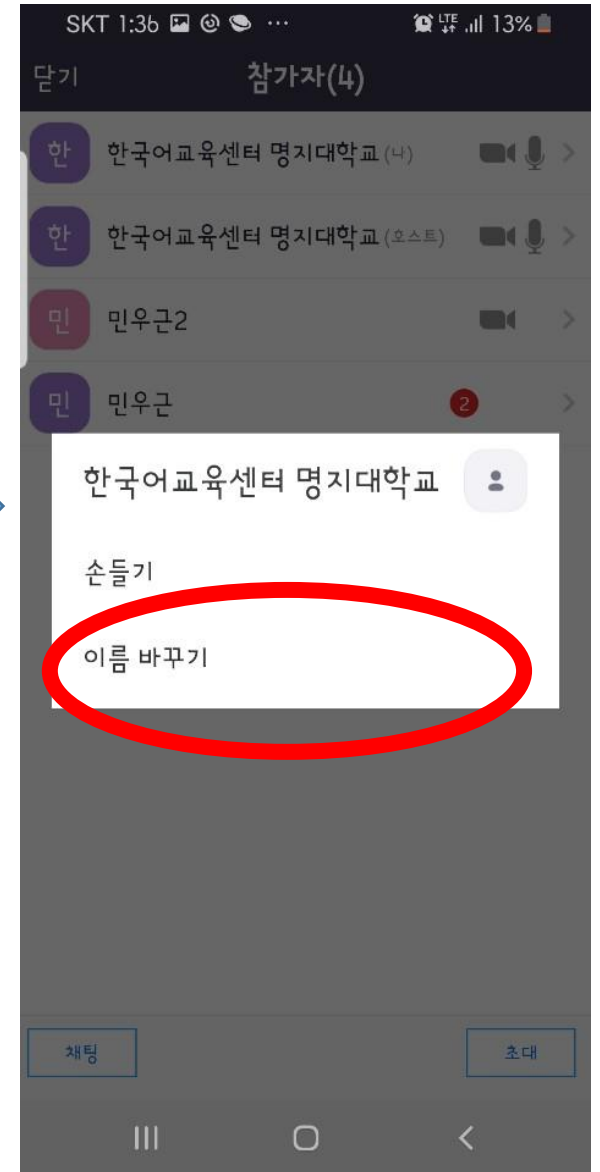 SKT 1:36 ... LTE 13%
닫기 참가자(4)
한 한국어교육센터 명지대학교 (나)
한 한국어교육센터 명지대학교 (호스트)
민 민우근2
민 민우근 2
한국어교육센터 명지대학교
손들기
이름 바꾸기
채팅 초대